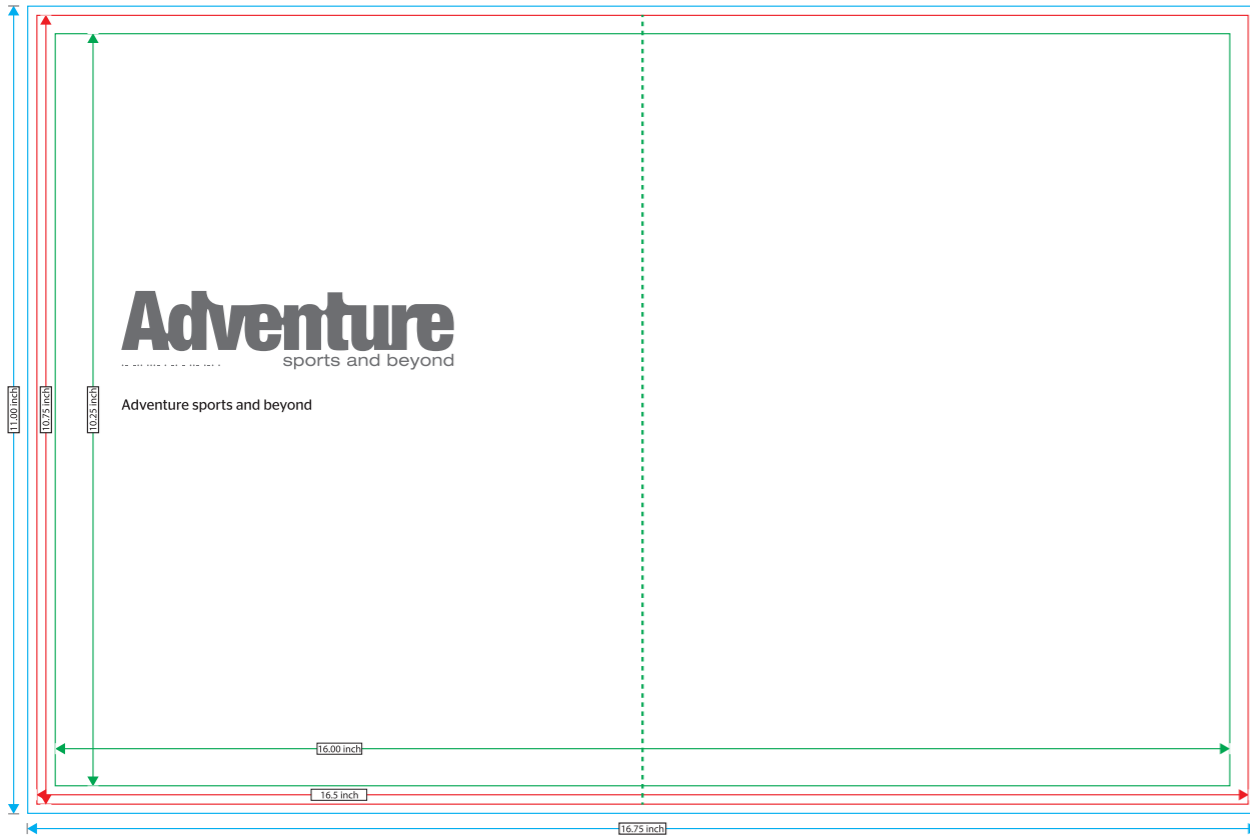 Adventure
sports and beyond
Adventure sports and beyond
11.00 inch
10.75 inch
10.25 inch
16.00 inch
16.5 inch
16.75 inch